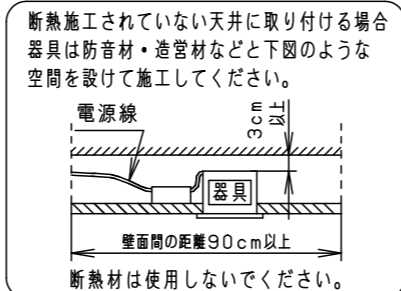 断熱施工されていない天井に取り付ける場合
器具は防音材・造営材などと下図のような
空間を設けて施工してください。
電源線
3cm
以上
器具
壁面間の距離90cm以上
断熱材は使用しないでください。